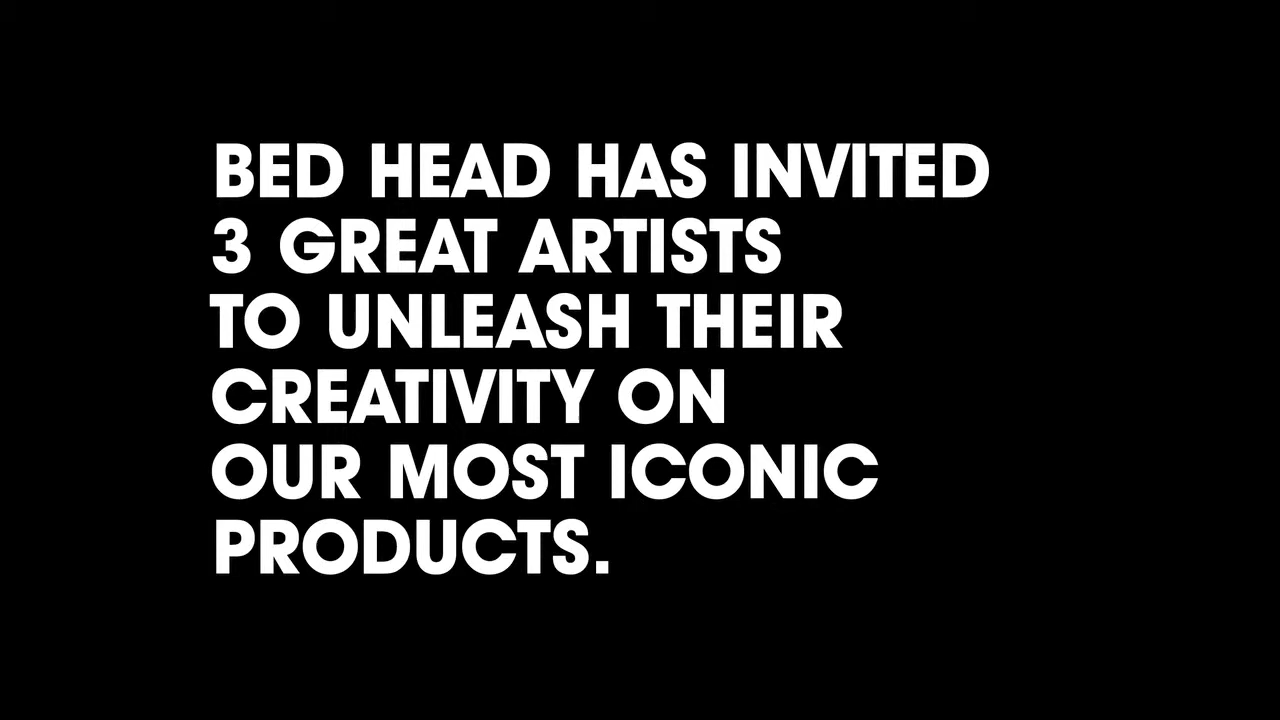 BED HEAD HAS INVITED
3 GREAT ARTISTS
TO UNLEASH THEIR
CREATIVITY ON
OUR MOST ICONIC
PRODUCTS.